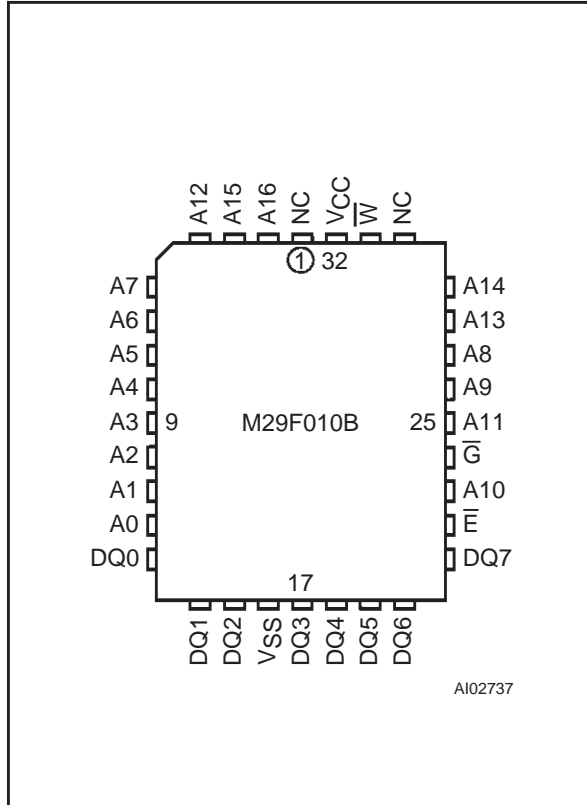 A12 A15 A16 NC VCC W̅ NC
1 32
A7 A14
A6 A13
A5 A8
A4 A9
A3 9 M29F010B 25 A11
A2 G̅
A1 A10
A0 E̅
DQ0 DQ7
17
DQ1 DQ2 VSS DQ3 DQ4 DQ5 DQ6
AI02737